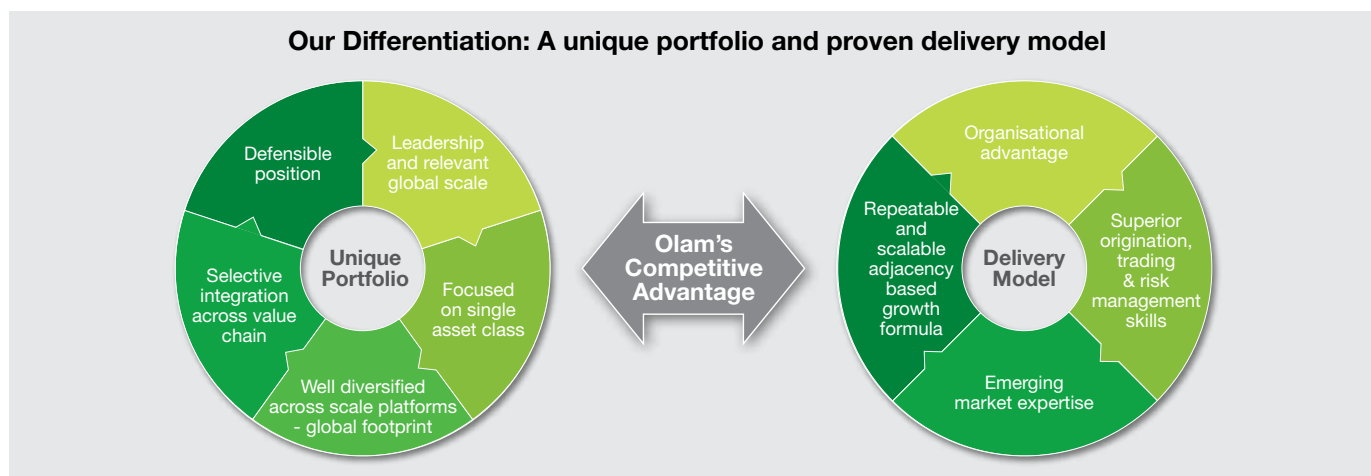 Our Differentiation: A unique portfolio and proven delivery model
Defensible
position
Leadership
and relevant
global scale
Focused
on single
asset class
Well diversified
across scale platforms
- global footprint
Selective
integration
across value
chain
Unique
Portfolio
Olam's
Competitive
Advantage
Organisational
advantage
Superior
origination,
trading
& risk
management
skills
Emerging
market expertise
Repeatable
and
scalable
adjacency
based
growth
formula
Delivery
Model